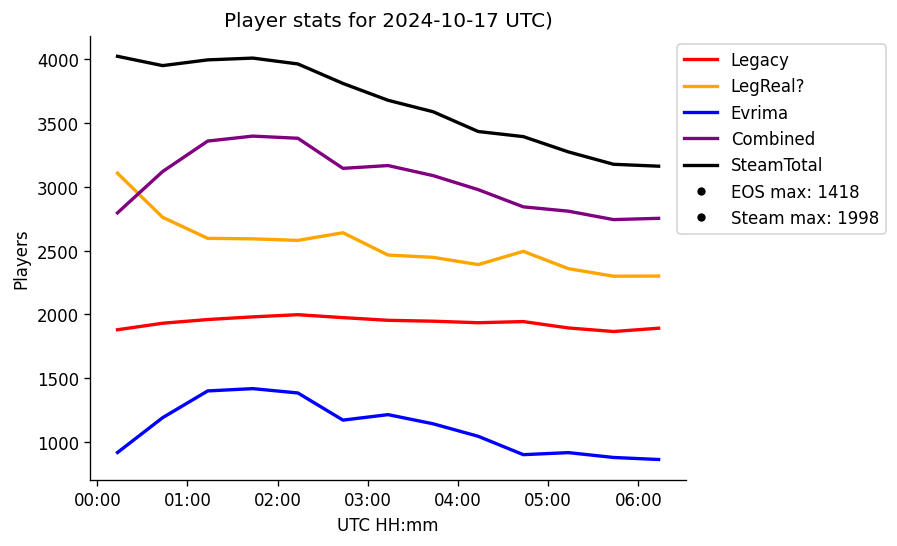 Player stats for 2024-10-17 UTC)
4000
3500
3000
2500
2000
1500
1000
Players
00:00 01:00 02:00 03:00 04:00 05:00 06:00
UTC HH:mm
Legacy
LegReal?
Evrima
Combined
SteamTotal
EOS max: 1418
Steam max: 1998